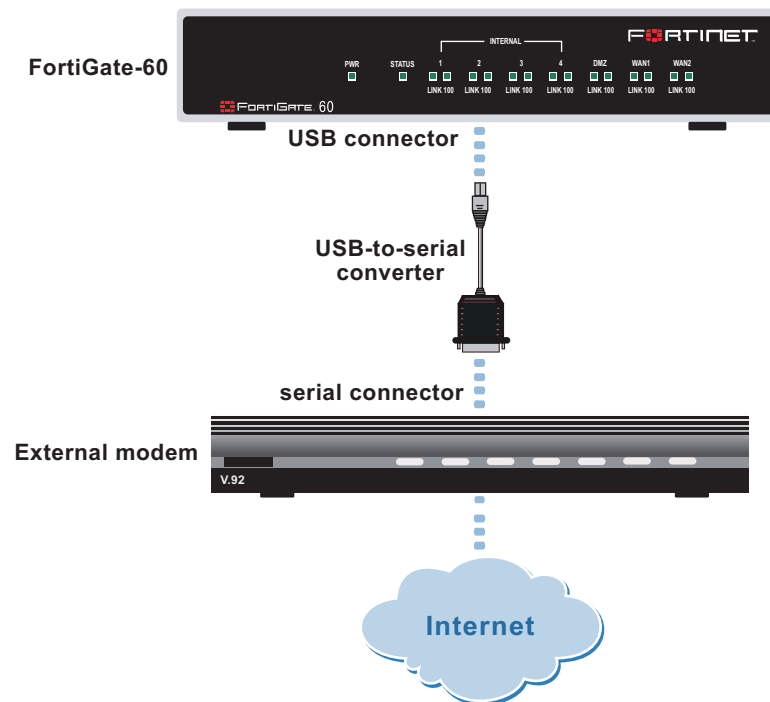 FORTINET
INTERNAL
PWR STATUS 1 2 3 4 DMZ WAN1 WAN2
LINK 100 LINK 100 LINK 100 LINK 100 LINK 100 LINK 100 LINK 100
FortiGate-60
FORTIGATE 60
USB connector
USB-to-serial
converter
serial connector
External modem
V.92
Internet